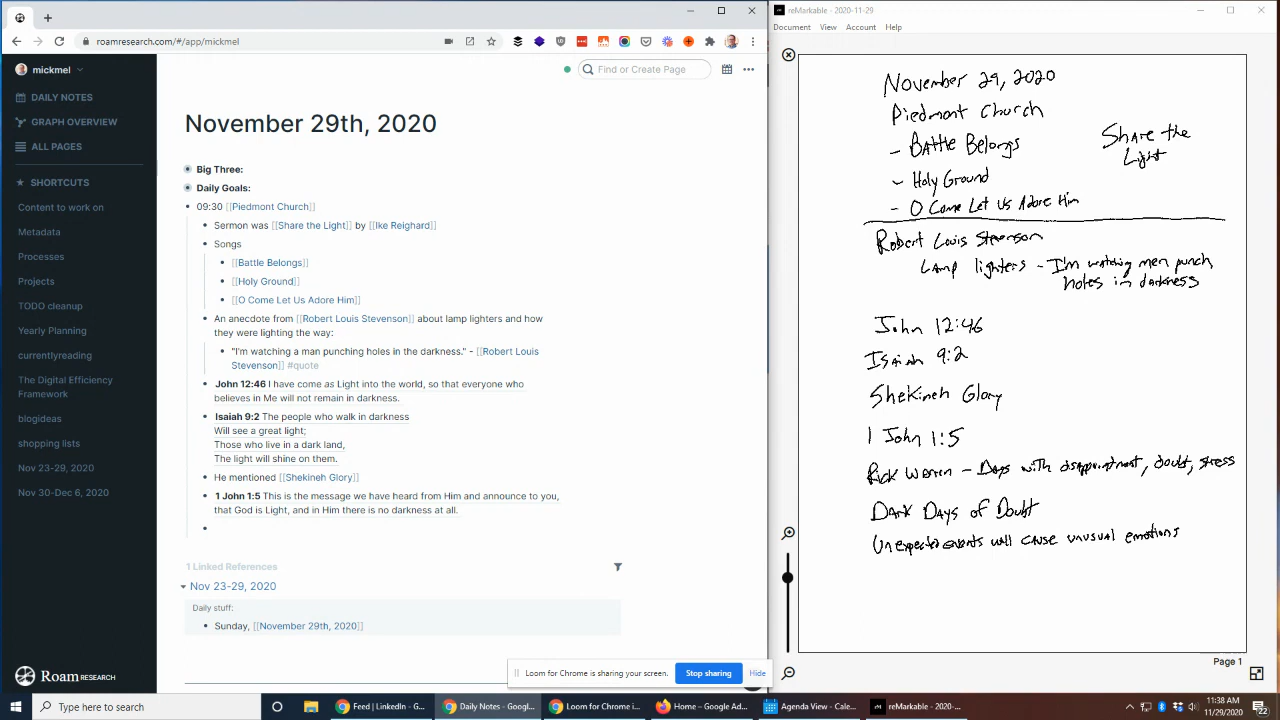 roamresearch.com/#/app/mickmel
mickmel
DAILY NOTES
GRAPH OVERVIEW
ALL PAGES
SHORTCUTS
Content to work on
Metadata
Processes
Projects
TODO cleanup
Yearly Planning
currentlyreading
The Digital Efficiency
Framework
blogideas
shopping lists
Nov 23-29, 2020
Nov 30-Dec 6, 2020
Roam RESEARCH
Find or Create Page
November 29th, 2020
Big Three:
Daily Goals:
09:30 [[Piedmont Church]]
Sermon was [[Share the Light]] by [[Ike Reighard]]
Songs
[[Battle Belongs]]
[[Holy Ground]]
[[O Come Let Us Adore Him]]
An anecdote from [[Robert Louis Stevenson]] about lamp lighters and how
they were lighting the way:
"I'm watching a man punching holes in the darkness." - [[Robert Louis
Stevenson]] #quote
John 12:46 I have come as Light into the world, so that everyone who
believes in Me will not remain in darkness.
Isaiah 9:2 The people who walk in darkness
Will see a great light;
Those who live in a dark land,
The light will shine on them.
He mentioned [[Shekineh Glory]]
1 John 1:5 This is the message we have heard from Him and announce to you,
that God is Light, and in Him there is no darkness at all.
1 Linked References
Nov 23-29, 2020
Daily stuff:
Sunday, [[November 29th, 2020]]
Loom for Chrome is sharing your screen.
Stop sharing
Hide
reMarkable - 2020-11-29
Document View Account Help
November 29, 2020
Piedmont Church
- Battle Belongs
Share the
Light
- Holy Ground
- O Come Let Us Adore Him
Robert Louis Stevenson
Lamp lighters - I'm watching men punch
holes in darkness
John 12:46
Isaiah 9:2
Shekineh Glory
1 John 1:5
Rick Warren - Days with disappointment, doubt, stress
Dark Days of Doubt
Unexpected events will cause unusual emotions
Page 1
Type here to search
Feed | LinkedIn - G...
Daily Notes - Googl...
Loom for Chrome i...
Home – Google Ad...
Agenda View - Cale...
reMarkable - 2020-...
11:38 AM
11/29/2020
22